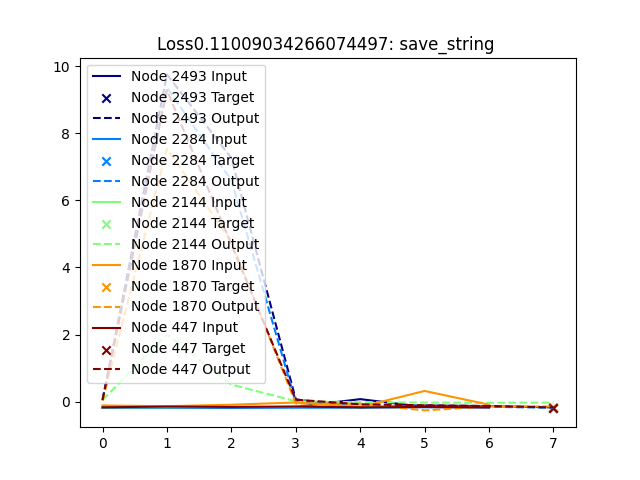 Loss0.11009034266074497: save_string
10
8
6
4
2
0
Node 2493 Input
Node 2493 Target
Node 2493 Output
Node 2284 Input
Node 2284 Target
Node 2284 Output
Node 2144 Input
Node 2144 Target
Node 2144 Output
Node 1870 Input
Node 1870 Target
Node 1870 Output
Node 447 Input
Node 447 Target
Node 447 Output
0 1 2 3 4 5 6 7